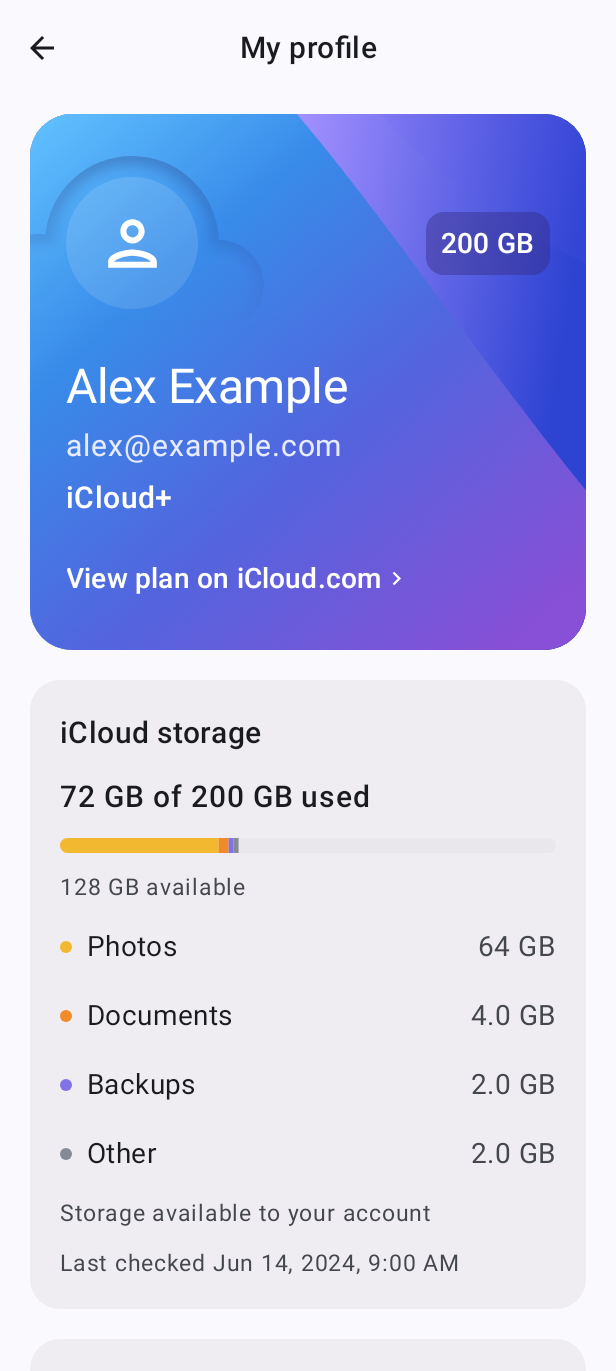 My profile
200 GB
Alex Example
alex@example.com
iCloud+
View plan on iCloud.com
iCloud storage
72 GB of 200 GB used
128 GB available
Photos 64 GB
Documents 4.0 GB
Backups 2.0 GB
Other 2.0 GB
Storage available to your account
Last checked Jun 14, 2024, 9:00 AM